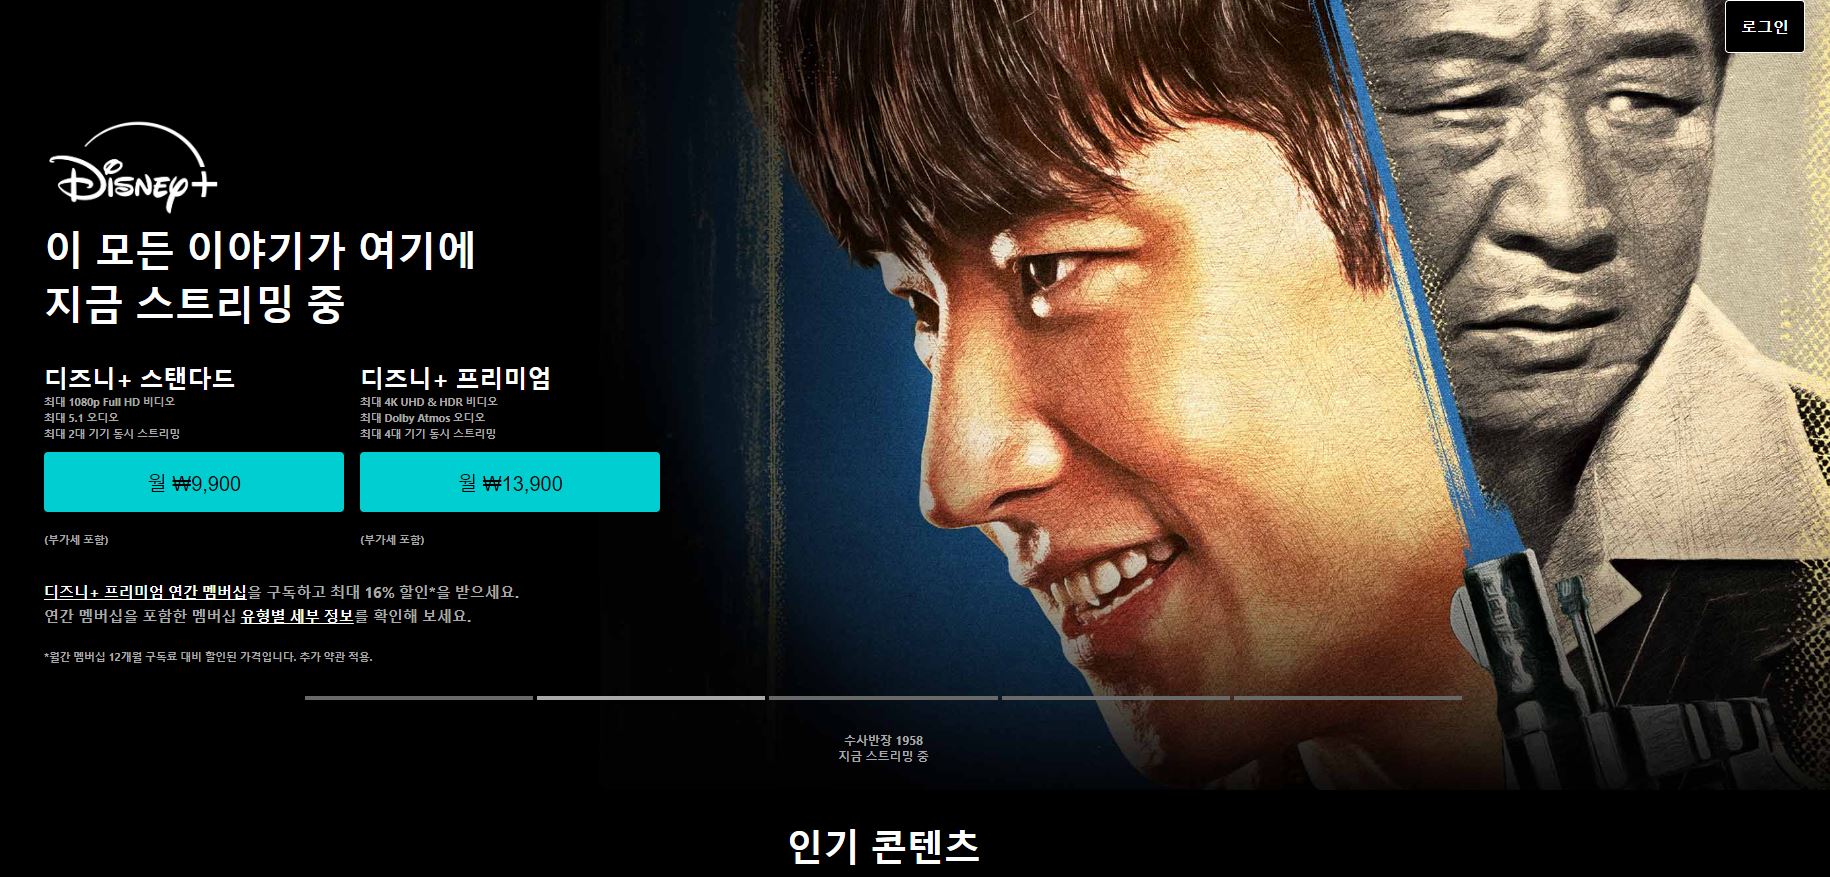 로그인
Disney+
이 모든 이야기가 여기에
지금 스트리밍 중
디즈니+ 스탠다드
최대 1080p Full HD 비디오
최대 5.1 오디오
최대 2대 기기 동시 스트리밍
월 ₩9,900
(부가세 포함)
디즈니+ 프리미엄
최대 4K UHD & HDR 비디오
최대 Dolby Atmos 오디오
최대 4대 기기 동시 스트리밍
월 ₩13,900
(부가세 포함)
디즈니+ 프리미엄 연간 멤버십을 구독하고 최대 16% 할인*을 받으세요.
연간 멤버십을 포함한 멤버십 유형별 세부 정보를 확인해 보세요.
*월간 멤버십 12개월 구독료 대비 할인된 가격입니다. 추가 약관 적용.
수사반장 1958
지금 스트리밍 중
인기 콘텐츠